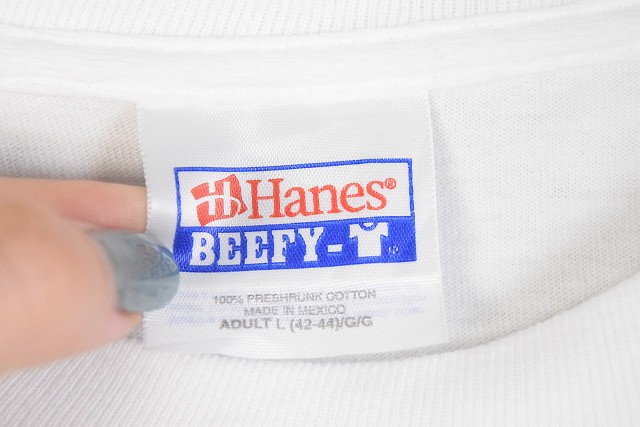 Hanes®
BEEFY-
100% PRESHRUNK COTTON
MADE IN MEXICO
ADULT L (42-44)/G/G